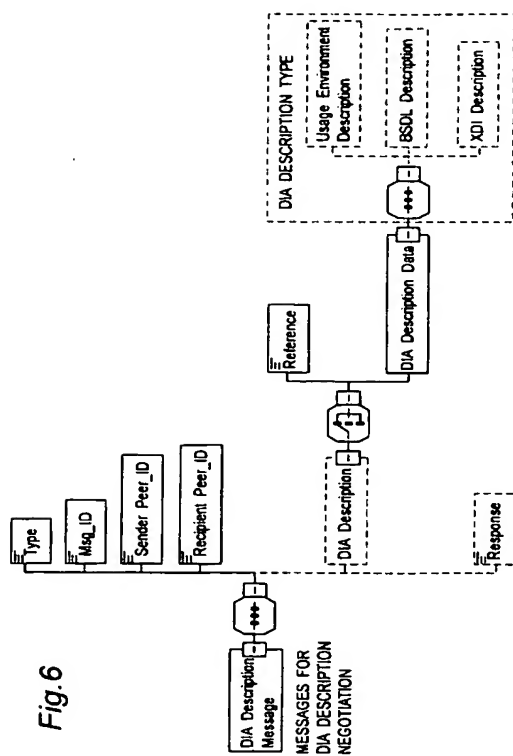 Fig.6
DIA Description
Message
MESSAGES FOR
DIA DESCRIPTION
NEGOTIATION
Type
Msg_ID
Sender Peer_ID
Recipient Peer_ID
DIA Description
Response
Reference
DIA Description Data
DIA DESCRIPTION TYPE
Usage Environment
Description
BSDL Description
XDI Description